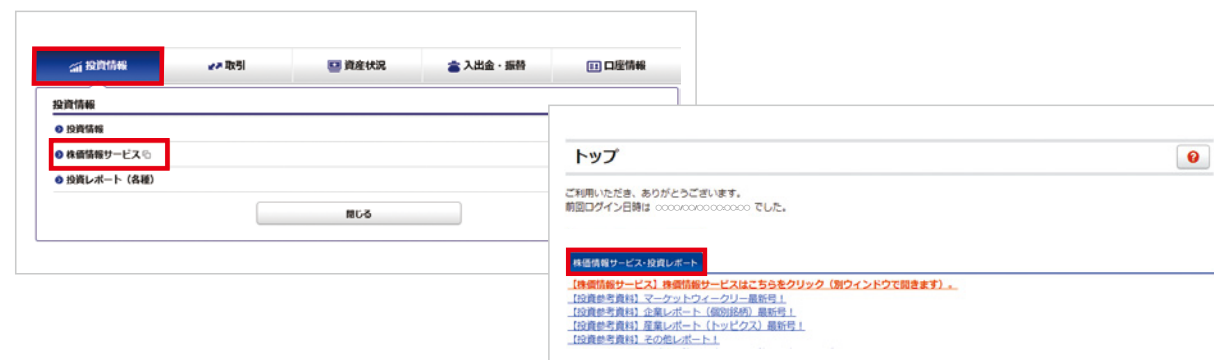 投資情報
取引
資産状況
入出金・振替
口座情報
投資情報
投資情報
株価情報サービス
投資レポート（各種）
閉じる
トップ
ご利用いただき、ありがとうございます。
前回ログイン日時は ○○○○/○○/○○○○○○○○ でした。
株価情報サービス・投資レポート
【株価情報サービス】株価情報サービスはこちらをクリック（別ウィンドウで開きます）。
【投資参考資料】マーケットウィークリー最新号！
【投資参考資料】企業レポート（個別銘柄）最新号！
【投資参考資料】産業レポート（トピックス）最新号！
【投資参考資料】その他レポート！